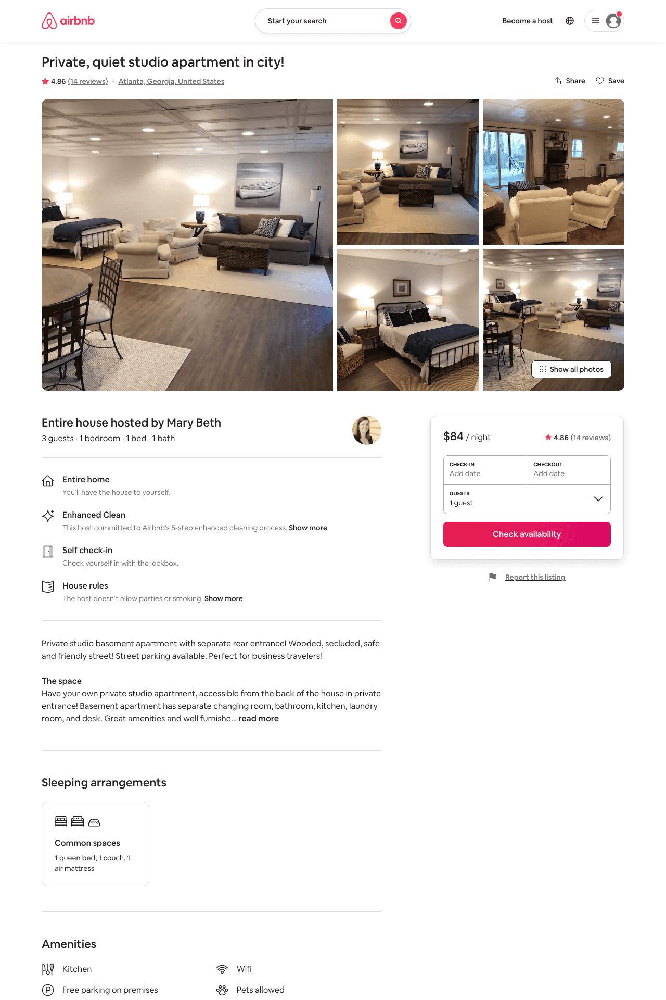 airbnb
Start your search
Become a host
Private, quiet studio apartment in city!
4.86 (14 reviews) · Atlanta, Georgia, United States
Share
Save
Show all photos
Entire house hosted by Mary Beth
3 guests · 1 bedroom · 1 bed · 1 bath
Entire home
You’ll have the house to yourself.
Enhanced Clean
This host committed to Airbnb's 5-step enhanced cleaning process. Show more
Self check-in
Check yourself in with the lockbox.
House rules
The host doesn’t allow parties or smoking. Show more
Private studio basement apartment with separate rear entrance! Wooded, secluded, safe
and friendly street! Street parking available. Perfect for business travelers!
The space
Have your own private studio apartment, accessible from the back of the house in private
entrance! Basement apartment has separate changing room, bathroom, kitchen, laundry
room, and desk. Great amenities and well furnishe... read more
$84 / night
4.86 (14 reviews)
CHECK-IN
Add date
CHECKOUT
Add date
GUESTS
1 guest
Check availability
Report this listing
Sleeping arrangements
Common spaces
1 queen bed, 1 couch, 1
air mattress
Amenities
Kitchen
Wifi
Free parking on premises
Pets allowed